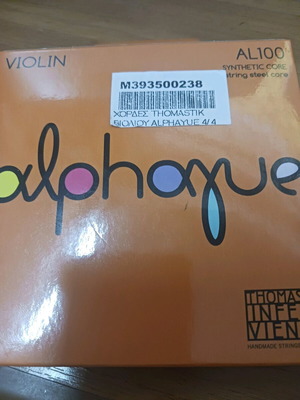 VIOLIN
AL100
SYNTHETIC CORE
string steel core
M393500238
ΧΟΡΔΕΣ THOMASTIK
ΒΙΟΛΙΟΥ ALPHAYUE 4/4
alphayue
THOMAS
INFE
VIEN
HANDMADE STRINGS